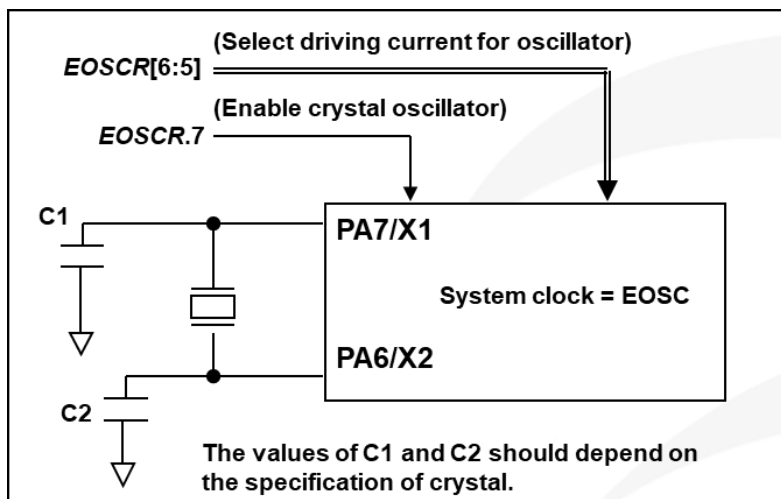 (Select driving current for oscillator)
EOSCR[6:5]
(Enable crystal oscillator)
EOSCR.7
C1
PA7/X1
System clock = EOSC
PA6/X2
C2
The values of C1 and C2 should depend on
the specification of crystal.